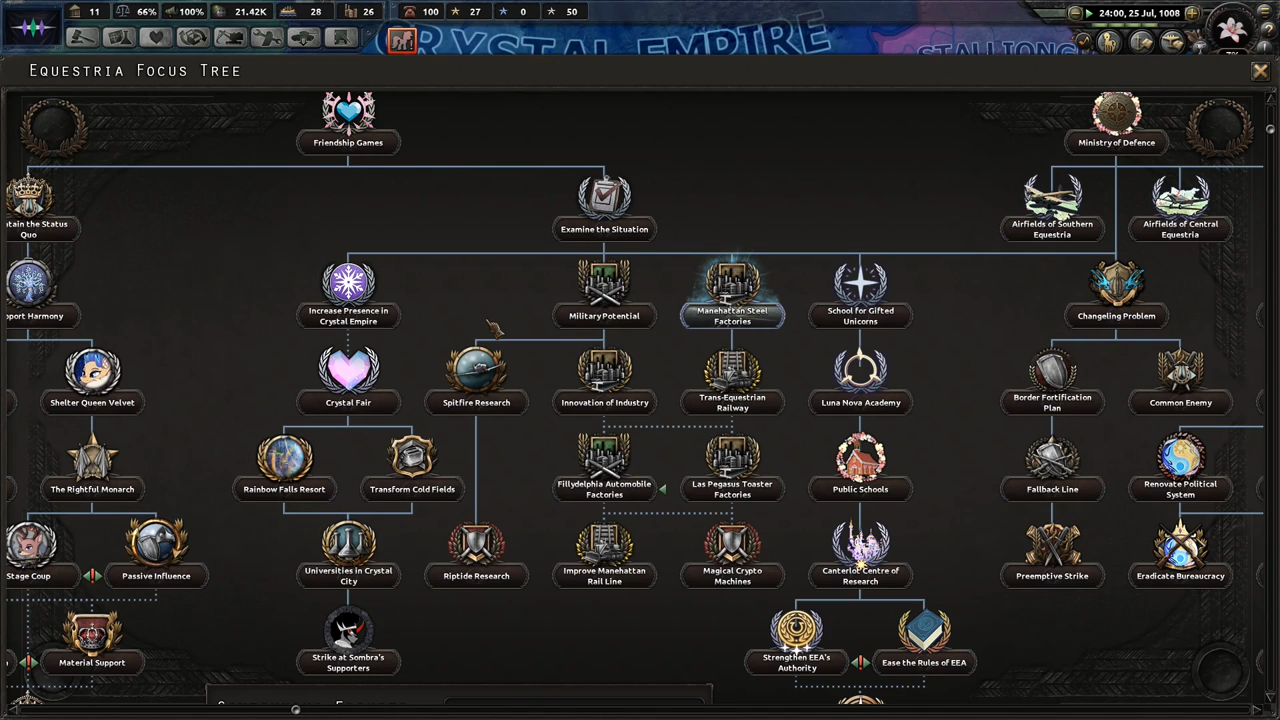 11
66%
100%
21.42K
28
26
100
27
0
50
24:00, 25 Jul, 1008
CRYSTAL EMPIRE
STALLION
Equestria Focus Tree
Friendship Games
Ministry of Defence
ntain the Status
Quo
Examine the Situation
Airfields of Southern
Equestria
Airfields of Central
Equestria
pport Harmony
Increase Presence in
Crystal Empire
Military Potential
Manehattan Steel
Factories
School for Gifted
Unicorns
Changeling Problem
Shelter Queen Velvet
Crystal Fair
Spitfire Research
Innovation of Industry
Trans-Equestrian
Railway
Luna Nova Academy
Border Fortification
Plan
Common Enemy
The Rightful Monarch
Rainbow Falls Resort
Transform Cold Fields
Fillydelphia Automobile
Factories
Las Pegasus Toaster
Factories
Public Schools
Fallback Line
Renovate Political
System
Stage Coup
Passive Influence
Universities in Crystal
City
Riptide Research
Improve Manehattan
Rail Line
Magical Crypto
Machines
Canterlot Centre of
Research
Preemptive Strike
Eradicate Bureaucracy
Material Support
Strike at Sombra's
Supporters
Strengthen EEA's
Authority
Ease the Rules of EEA